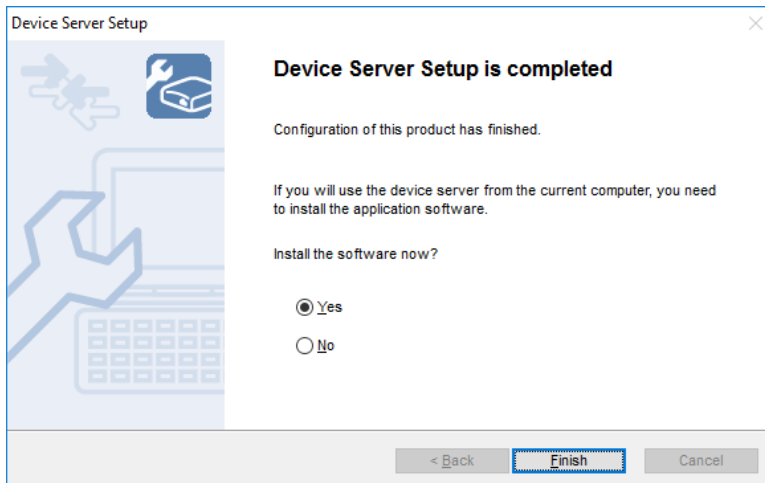 Device Server Setup
Device Server Setup is completed
Configuration of this product has finished.
If you will use the device server from the current computer, you need
to install the application software.
Install the software now?
Yes
No
< Back
Finish
Cancel